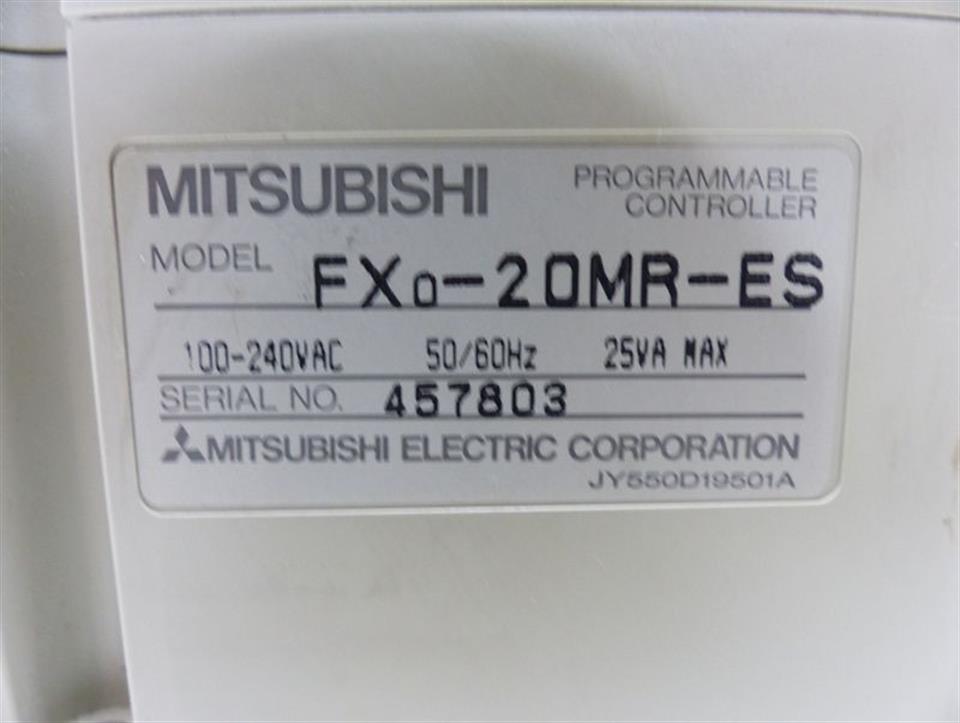 MITSUBISHI
PROGRAMMABLE
CONTROLLER
MODEL FX0-20MR-ES
100-240VAC 50/60Hz 25VA MAX
SERIAL NO. 457803
MITSUBISHI ELECTRIC CORPORATION
JY550D19501A